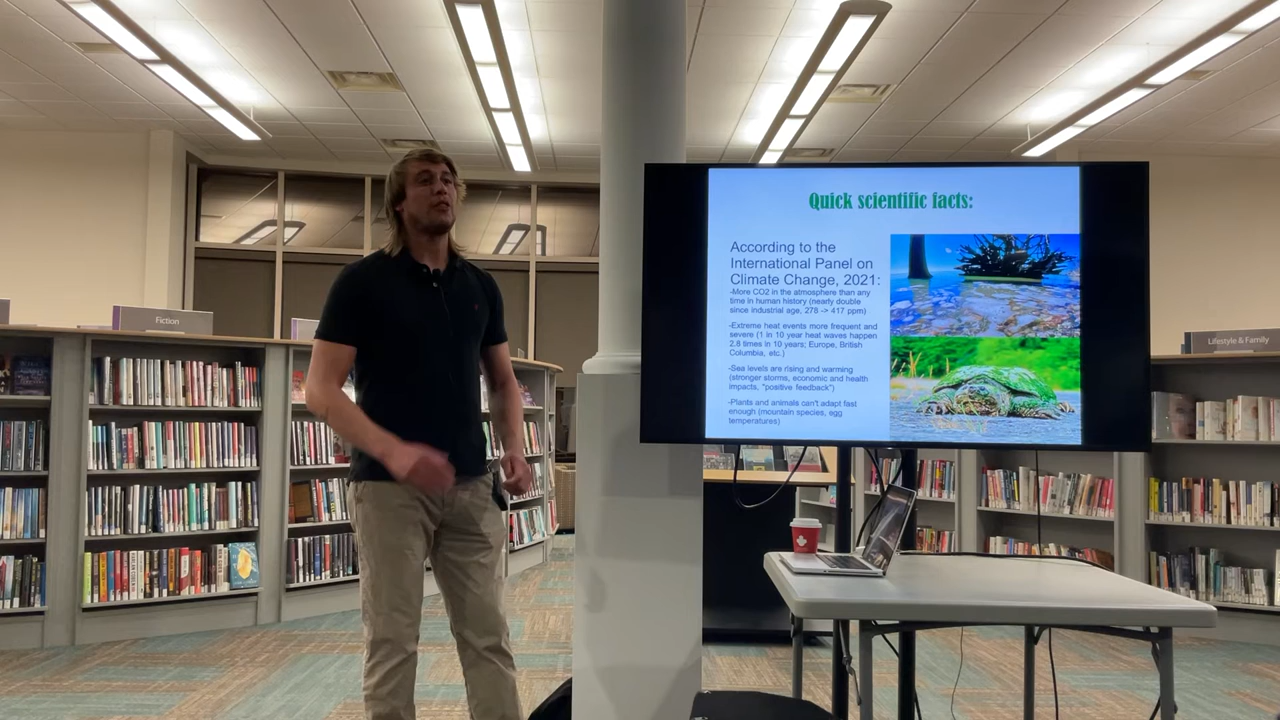 Fiction
Quick scientific facts:
According to the
International Panel on
Climate Change, 2021:
-More CO2 in the atmosphere than any
time in human history (nearly double
since industrial age, 278 -> 417 ppm)
-Extreme heat events more frequent and
severe (1 in 10 year heat waves happen
2.8 times in 10 years; Europe, British
Columbia, etc.)
-Sea levels are rising and warming
(stronger storms, economic and health
impacts, "positive feedback")
-Plants and animals can't adapt fast
enough (mountain species, egg
temperatures)
Lifestyle & Family